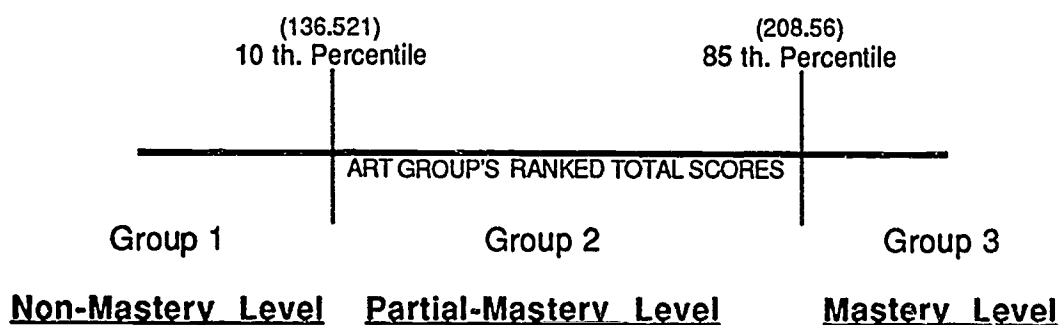 (136.521)
10 th. Percentile
(208.56)
85 th. Percentile
ART GROUP'S RANKED TOTAL SCORES
Group 1
Group 2
Group 3
Non-Mastery Level
Partial-Mastery Level
Mastery Level